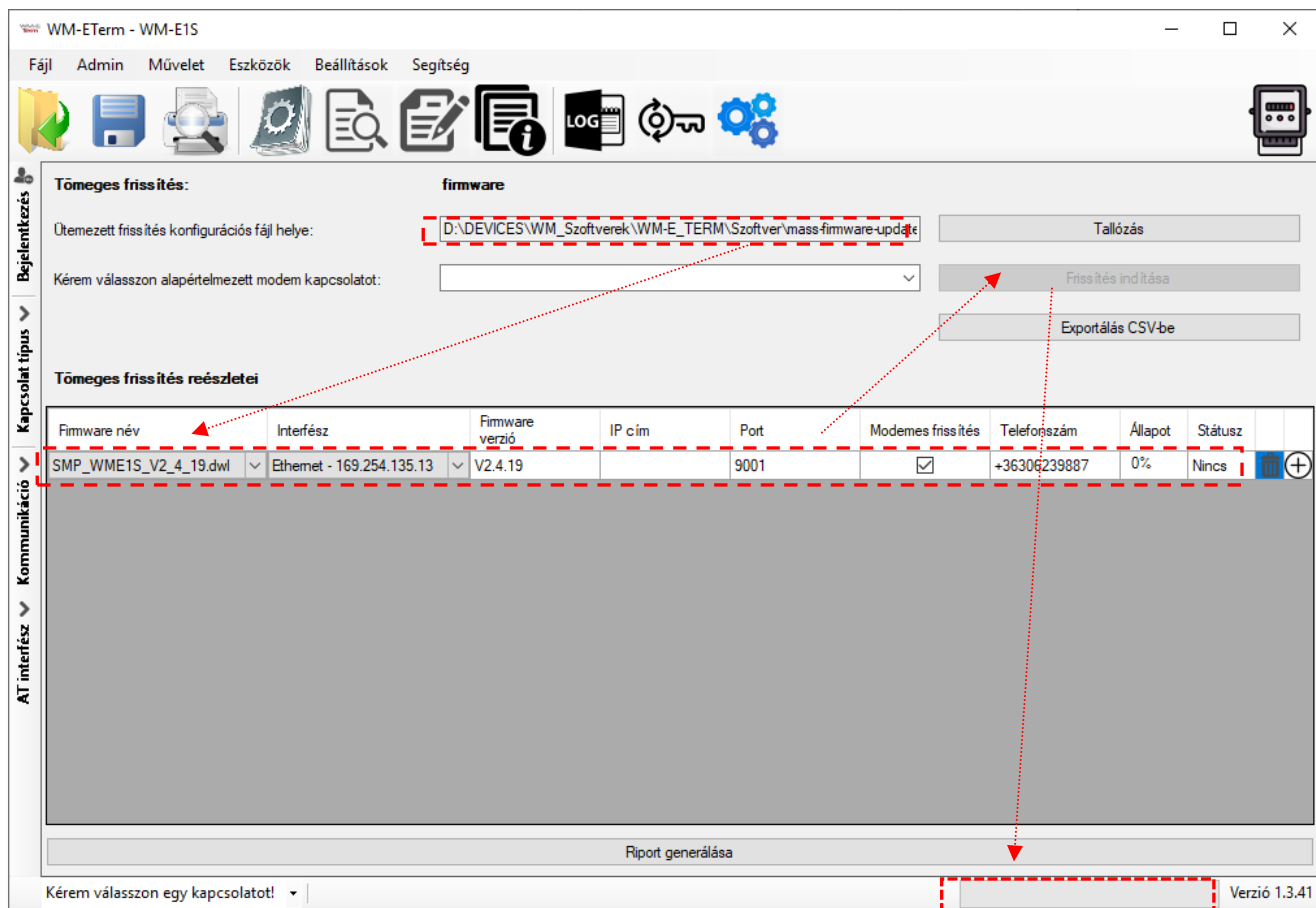 WM-ETerm - WM-E1S
Fájl Admin Művelet Eszközök Beállítások Segítség
LOG
Bejelentkezés
Kapcsolat típus
Kommunikáció
AT interfész
Tömeges frissítés: firmware
Ütemezett frissítés konfigurációs fájl helye: D:\DEVICES\WM_Szoftverek\WM-E_TERM\Szoftver\mass-firmware-update Tallózás
Kérem válasszon alapértelmezett modem kapcsolatot: Frissítés indítása
Exportálás CSV-be
Tömeges frissítés reészletei
Firmware név Interfész Firmware verzió IP cím Port Modemes frissítés Telefonszám Állapot Státusz
SMP_WME1S_V2_4_19.dwl Ethernet - 169.254.135.13 V2.4.19 9001 +36306239887 0% Nincs
Riport generálása
Kérem válasszon egy kapcsolatot! Verzió 1.3.41